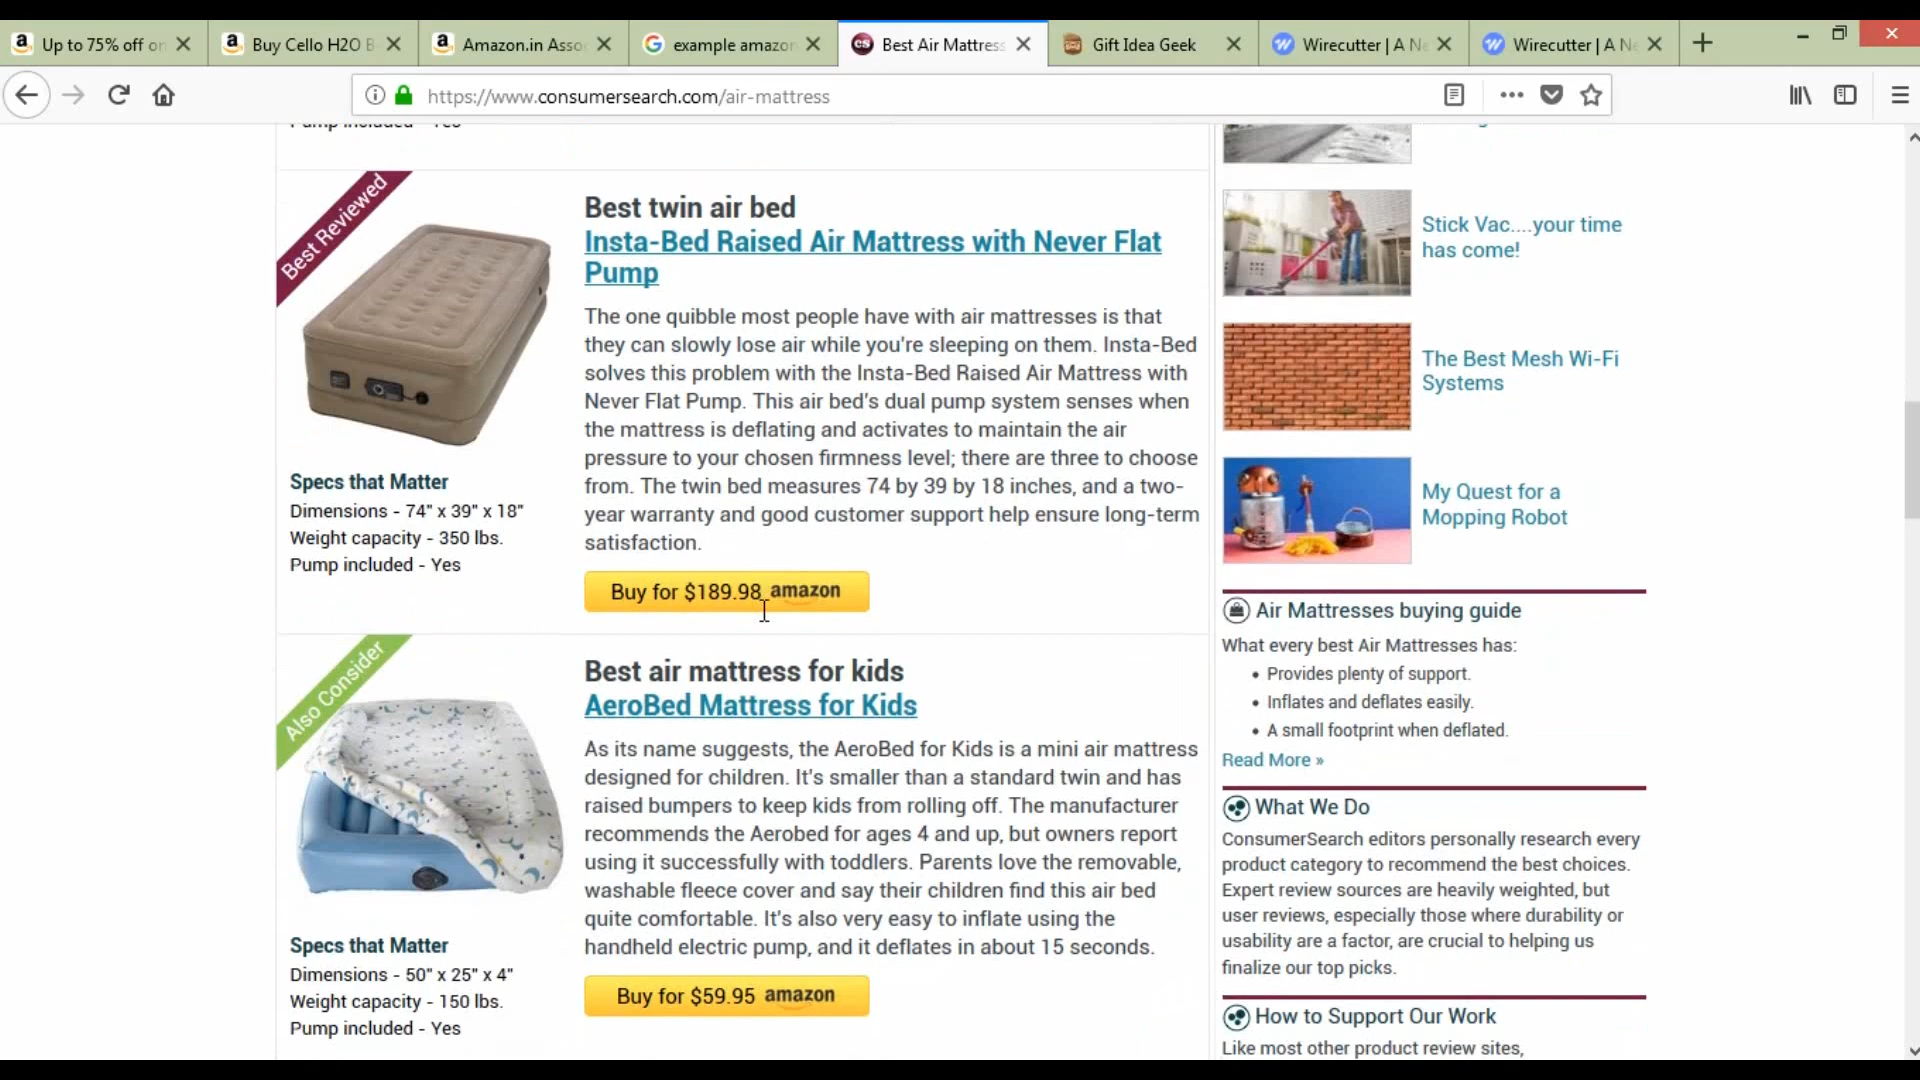 Up to 75% off on
Buy Cello H2O B
Amazon.in Asso
example amazon
Best Air Mattress
Gift Idea Geek
Wirecutter | A Ne
Wirecutter | A Ne
https://www.consumersearch.com/air-mattress
Pump included - Yes
Best Reviewed
Best twin air bed
Insta-Bed Raised Air Mattress with Never Flat
Pump
The one quibble most people have with air mattresses is that
they can slowly lose air while you're sleeping on them. Insta-Bed
solves this problem with the Insta-Bed Raised Air Mattress with
Never Flat Pump. This air bed's dual pump system senses when
the mattress is deflating and activates to maintain the air
pressure to your chosen firmness level; there are three to choose
from. The twin bed measures 74 by 39 by 18 inches, and a two-
year warranty and good customer support help ensure long-term
satisfaction.
Specs that Matter
Dimensions - 74" x 39" x 18"
Weight capacity - 350 lbs.
Pump included - Yes
Buy for $189.98 amazon
Also Consider
Best air mattress for kids
AeroBed Mattress for Kids
As its name suggests, the AeroBed for Kids is a mini air mattress
designed for children. It's smaller than a standard twin and has
raised bumpers to keep kids from rolling off. The manufacturer
recommends the Aerobed for ages 4 and up, but owners report
using it successfully with toddlers. Parents love the removable,
washable fleece cover and say their children find this air bed
quite comfortable. It's also very easy to inflate using the
handheld electric pump, and it deflates in about 15 seconds.
Specs that Matter
Dimensions - 50" x 25" x 4"
Weight capacity - 150 lbs.
Pump included - Yes
Buy for $59.95 amazon
Stick Vac....your time
has come!
The Best Mesh Wi-Fi
Systems
My Quest for a
Mopping Robot
Air Mattresses buying guide
What every best Air Mattresses has:
• Provides plenty of support.
• Inflates and deflates easily.
• A small footprint when deflated.
Read More »
What We Do
ConsumerSearch editors personally research every
product category to recommend the best choices.
Expert review sources are heavily weighted, but
user reviews, especially those where durability or
usability are a factor, are crucial to helping us
finalize our top picks.
How to Support Our Work
Like most other product review sites,